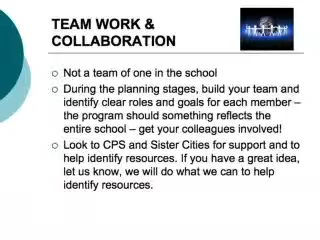 TEAM WORK &
COLLABORATION
Not a team of one in the school
During the planning stages, build your team and
identify clear roles and goals for each member –
the program should something reflects the
entire school – get your colleagues involved!
Look to CPS and Sister Cities for support and to
help identify resources. If you have a great idea,
let us know, we will do what we can to help
identify resources.